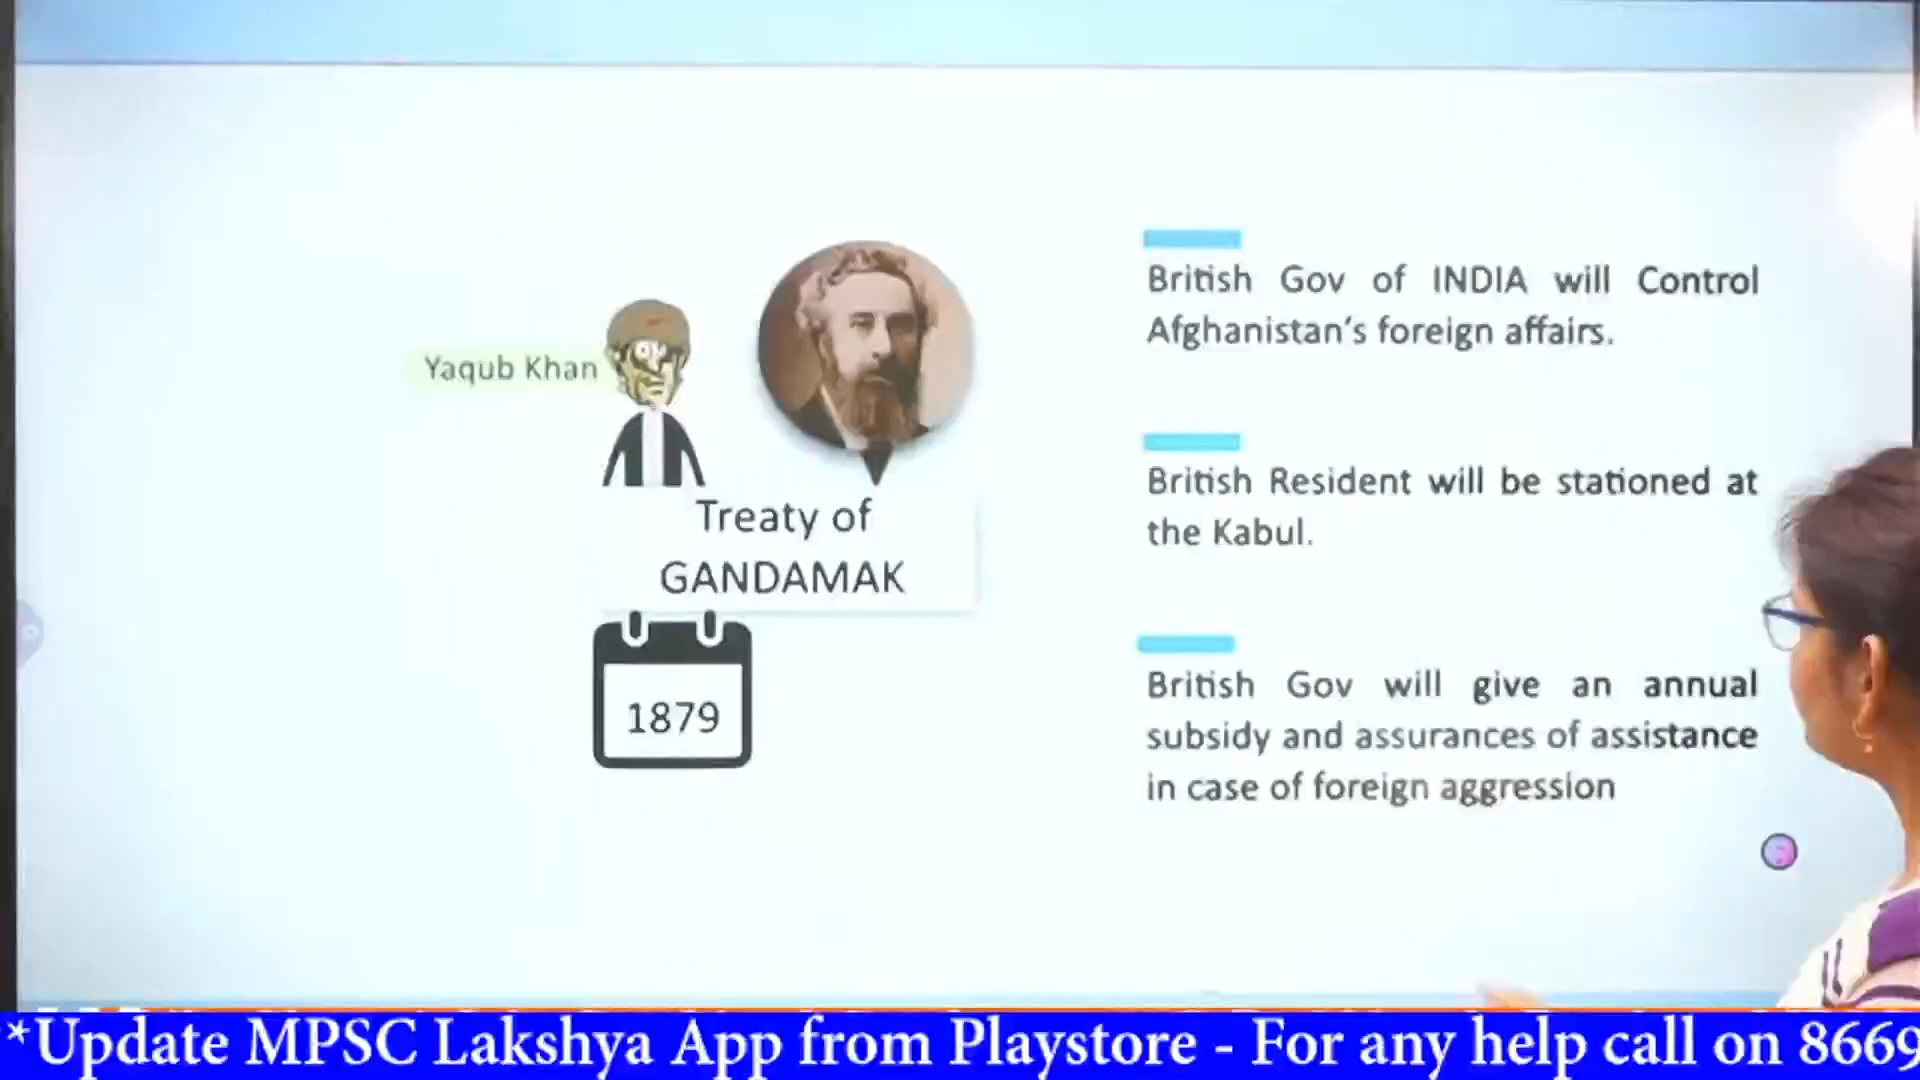 Yaqub Khan
Treaty of
GANDAMAK
1879
British Gov of INDIA will Control
Afghanistan's foreign affairs.
British Resident will be stationed at
the Kabul.
British Gov will give an annual
subsidy and assurances of assistance
in case of foreign aggression
*Update MPSC Lakshya App from Playstore - For any help call on 8669